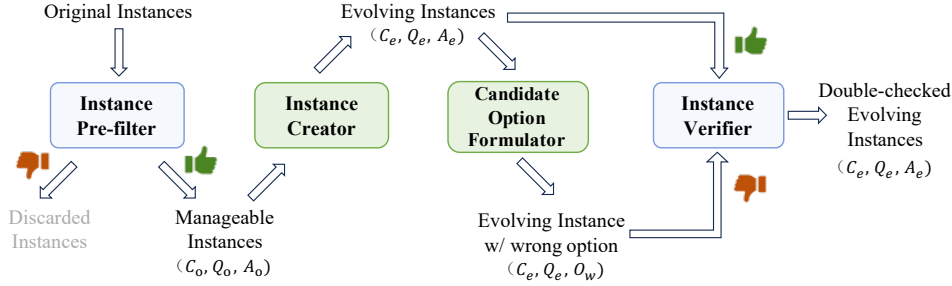 Original Instances
Instance
Pre-filter
Discarded
Instances
Manageable
Instances
(C_o, Q_o, A_o)
Instance
Creator
Evolving Instances
(C_e, Q_e, A_e)
Candidate
Option
Formulator
Evolving Instance
w/ wrong option
(C_e, Q_e, O_w)
Instance
Verifier
Double-checked
Evolving
Instances
(C_e, Q_e, A_e)